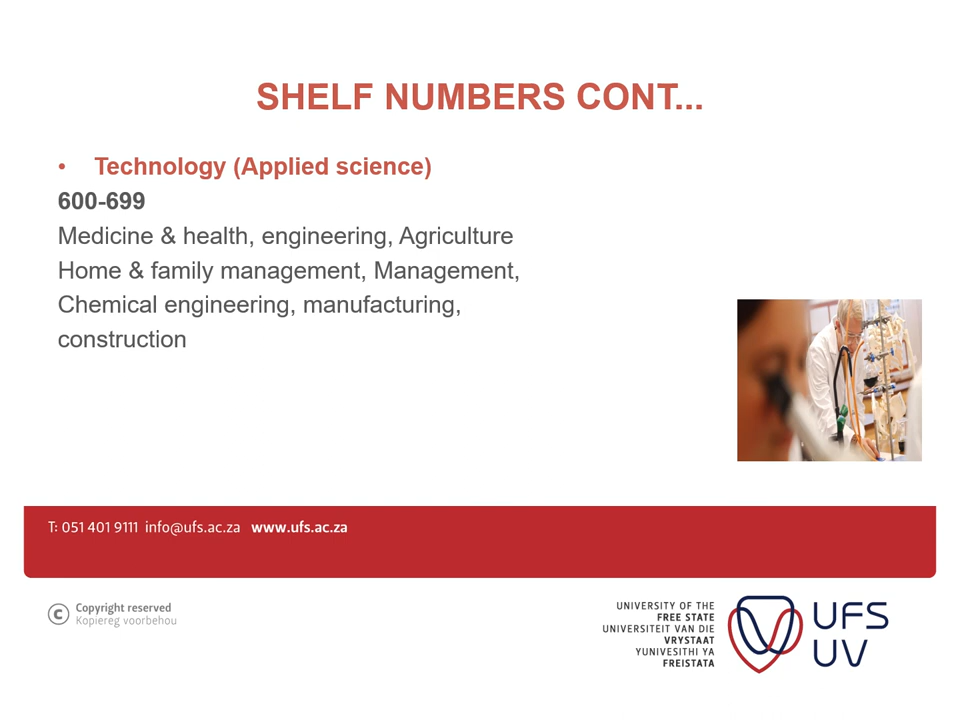 SHELF NUMBERS CONT...
• Technology (Applied science)
600-699
Medicine & health, engineering, Agriculture
Home & family management, Management,
Chemical engineering, manufacturing,
construction
T: 051 401 9111 info@ufs.ac.za www.ufs.ac.za
© Copyright reserved
Kopiereg voorbehou
UNIVERSITY OF THE
FREE STATE
UNIVERSITEIT VAN DIE
VRYSTAAT
YUNIVESITHI YA
FREISTATA
UFS
UV